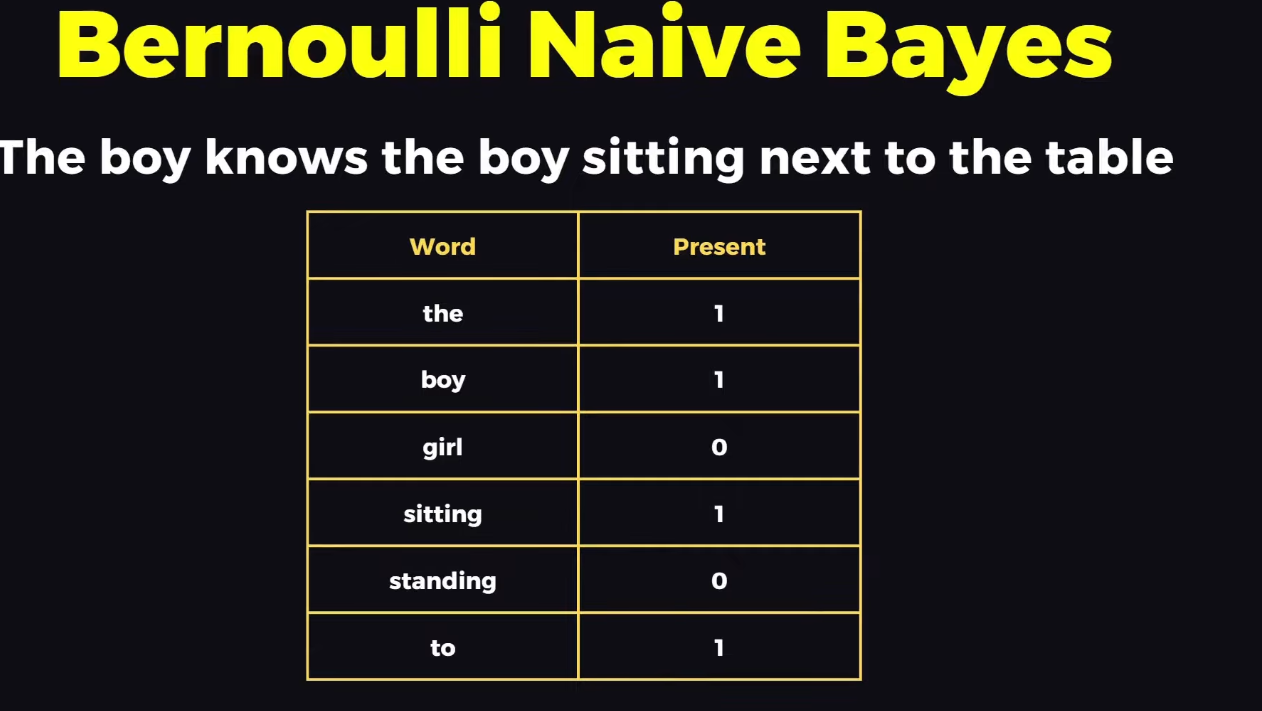 Bernoulli Naive Bayes
The boy knows the boy sitting next to the table
Word Present
the 1
boy 1
girl 0
sitting 1
standing 0
to 1